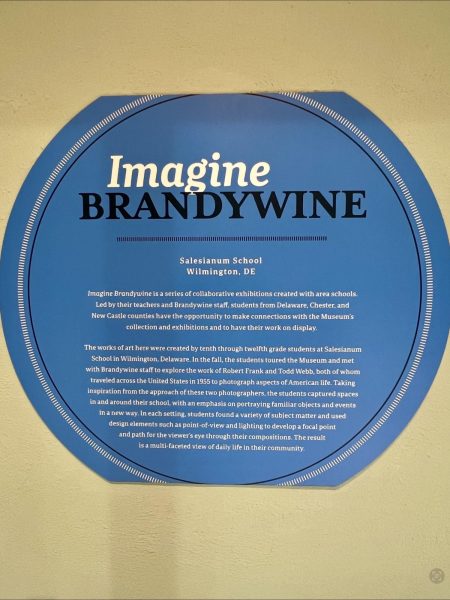 Imagine
BRANDYWINE
Salesianum School
Wilmington, DE
Imagine Brandywine is a series of collaborative exhibitions created with area schools.
Led by their teachers and Brandywine staff, students from Delaware, Chester, and
New Castle counties have the opportunity to make connections with the Museum's
collection and exhibitions and to have their work on display.
The works of art here were created by tenth through twelfth grade students at Salesianum
School in Wilmington, Delaware. In the fall, the students toured the Museum and met
with Brandywine staff to explore the work of Robert Frank and Todd Webb, both of whom
traveled across the United States in 1955 to photograph aspects of American life. Taking
inspiration from the approach of these two photographers, the students captured spaces
in and around their school, with an emphasis on portraying familiar objects and events
in a new way. In each setting, students found a variety of subject matter and used
design elements such as point-of-view and lighting to develop a focal point
and path for the viewer's eye through their compositions. The result
is a multi-faceted view of daily life in their community.